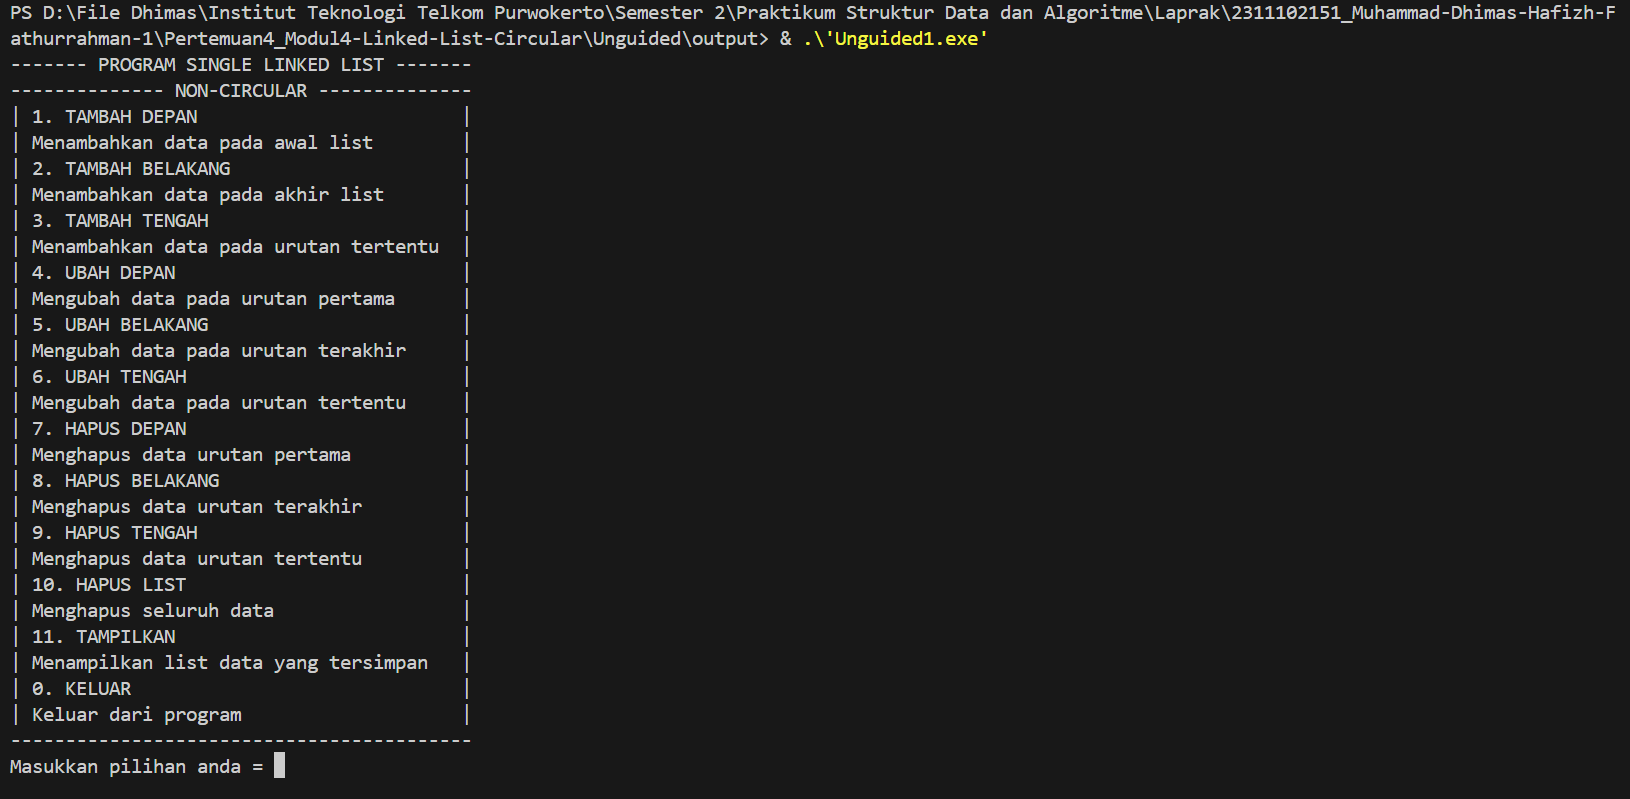 PS D:\File Dhimas\Institut Teknologi Telkom Purwokerto\Semester 2\Praktikum Struktur Data dan Algoritme\Laprak\2311102151_Muhammad-Dhimas-Hafizh-F
athurrahman-1\Pertemuan4_Modul4-Linked-List-Circular\Unguided\output> & .\'Unguided1.exe'
------- PROGRAM SINGLE LINKED LIST -------
-------------- NON-CIRCULAR --------------
| 1. TAMBAH DEPAN                        |
| Menambahkan data pada awal list        |
| 2. TAMBAH BELAKANG                     |
| Menambahkan data pada akhir list       |
| 3. TAMBAH TENGAH                       |
| Menambahkan data pada urutan tertentu  |
| 4. UBAH DEPAN                          |
| Mengubah data pada urutan pertama      |
| 5. UBAH BELAKANG                       |
| Mengubah data pada urutan terakhir     |
| 6. UBAH TENGAH                         |
| Mengubah data pada urutan tertentu     |
| 7. HAPUS DEPAN                         |
| Menghapus data urutan pertama          |
| 8. HAPUS BELAKANG                      |
| Menghapus data urutan terakhir         |
| 9. HAPUS TENGAH                        |
| Menghapus data urutan tertentu         |
| 10. HAPUS LIST                         |
| Menghapus seluruh data                 |
| 11. TAMPILKAN                          |
| Menampilkan list data yang tersimpan   |
| 0. KELUAR                              |
| Keluar dari program                    |
------------------------------------------
Masukkan pilihan anda =